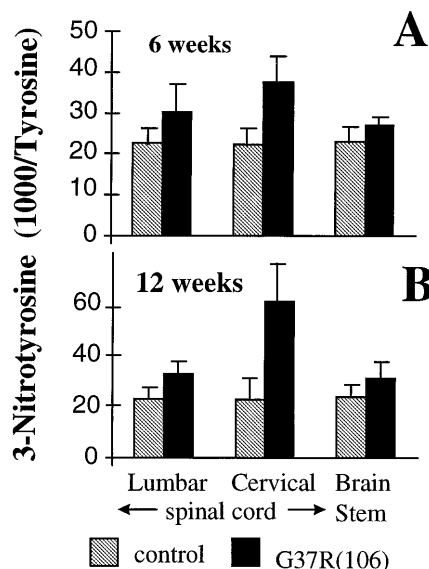 3-Nitrotyrosine (1000/Tyrosine)
A
6 weeks
50
40
30
20
10
0
B
12 weeks
60
40
20
0
Lumbar Cervical Brain
← spinal cord → Stem
control G37R(106)